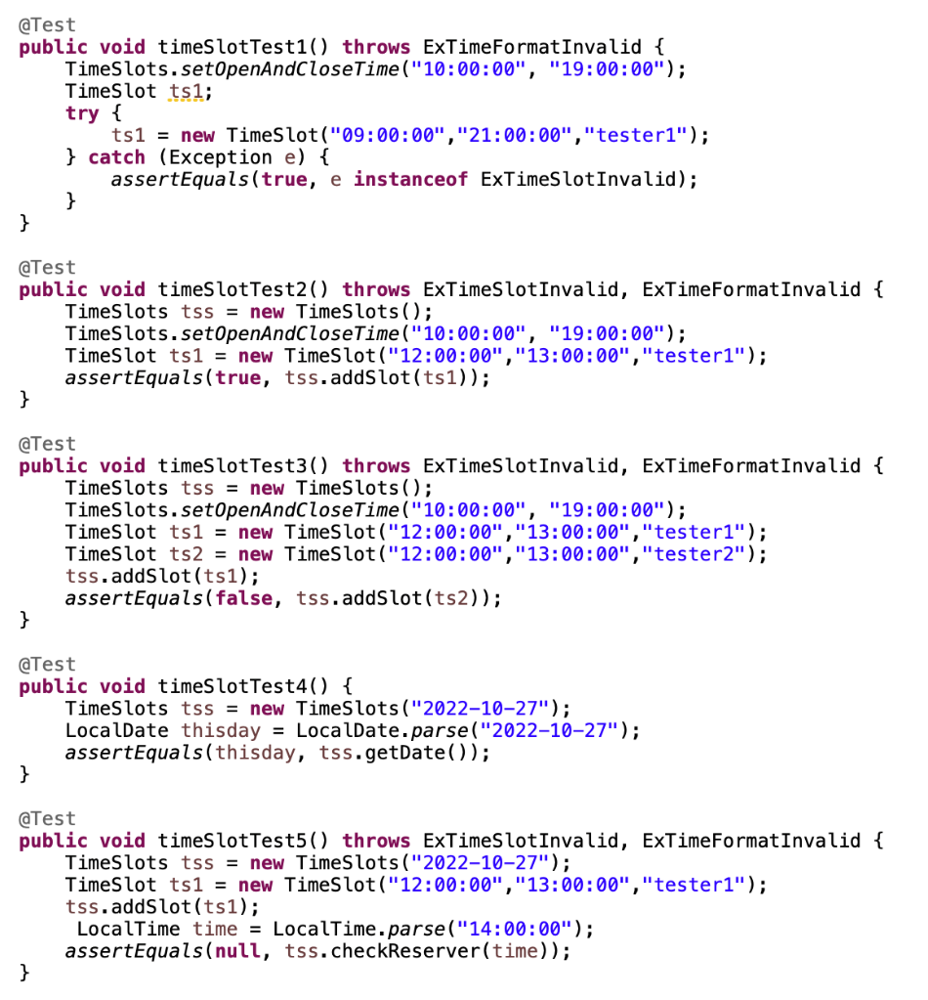 @Test
public void timeSlotTest1() throws ExTimeFormatInvalid {
    TimeSlots.setOpenAndCloseTime("10:00:00", "19:00:00");
    TimeSlot ts1;
    try {
        ts1 = new TimeSlot("09:00:00","21:00:00","tester1");
    } catch (Exception e) {
        assertEquals(true, e instanceof ExTimeSlotInvalid);
    }
}
@Test
public void timeSlotTest2() throws ExTimeSlotInvalid, ExTimeFormatInvalid {
    TimeSlots tss = new TimeSlots();
    TimeSlots.setOpenAndCloseTime("10:00:00", "19:00:00");
    TimeSlot ts1 = new TimeSlot("12:00:00","13:00:00","tester1");
    assertEquals(true, tss.addSlot(ts1));
}
@Test
public void timeSlotTest3() throws ExTimeSlotInvalid, ExTimeFormatInvalid {
    TimeSlots tss = new TimeSlots();
    TimeSlots.setOpenAndCloseTime("10:00:00", "19:00:00");
    TimeSlot ts1 = new TimeSlot("12:00:00","13:00:00","tester1");
    TimeSlot ts2 = new TimeSlot("12:00:00","13:00:00","tester2");
    tss.addSlot(ts1);
    assertEquals(false, tss.addSlot(ts2));
}
@Test
public void timeSlotTest4() {
    TimeSlots tss = new TimeSlots("2022-10-27");
    LocalDate thisday = LocalDate.parse("2022-10-27");
    assertEquals(thisday, tss.getDate());
}
@Test
public void timeSlotTest5() throws ExTimeSlotInvalid, ExTimeFormatInvalid {
    TimeSlots tss = new TimeSlots("2022-10-27");
    TimeSlot ts1 = new TimeSlot("12:00:00","13:00:00","tester1");
    tss.addSlot(ts1);
     LocalTime time = LocalTime.parse("14:00:00");
    assertEquals(null, tss.checkReserver(time));
}